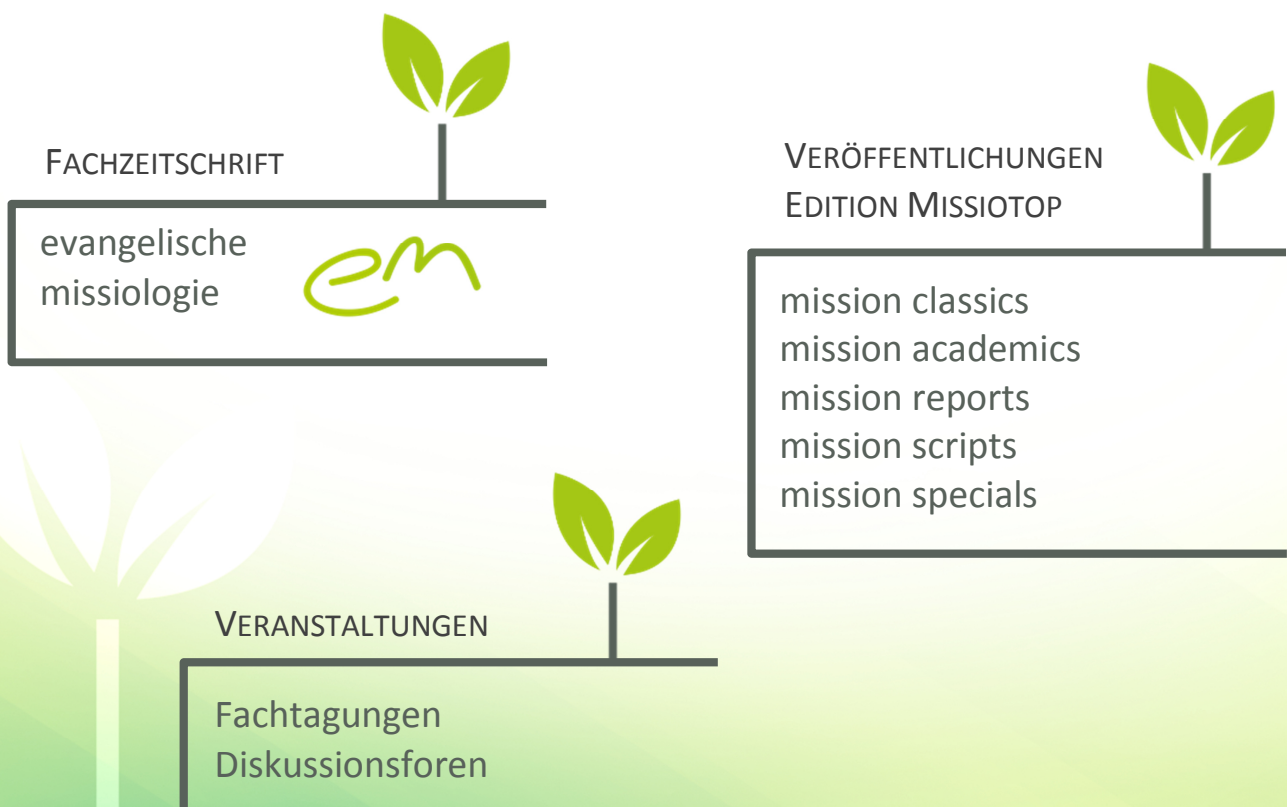 FACHZEITSCHRIFT
evangelische
missiologie
em
VERÖFFENTLICHUNGEN
EDITION MISSIOTOP
mission classics
mission academics
mission reports
mission scripts
mission specials
VERANSTALTUNGEN
Fachtagungen
Diskussionsforen